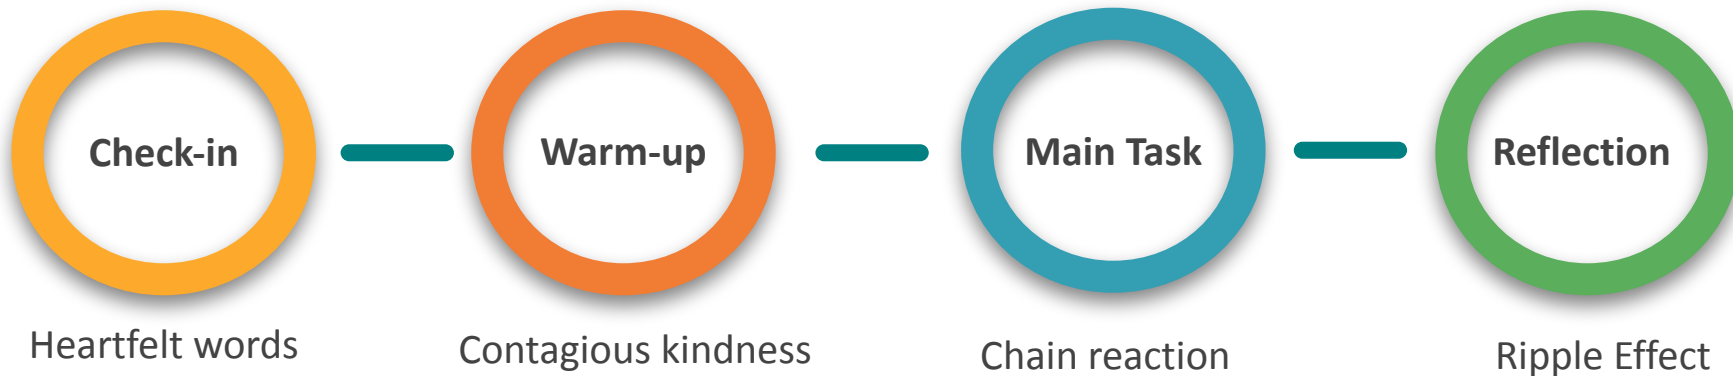 Check-in
Warm-up
Main Task
Reflection
Heartfelt words
Contagious kindness
Chain reaction
Ripple Effect